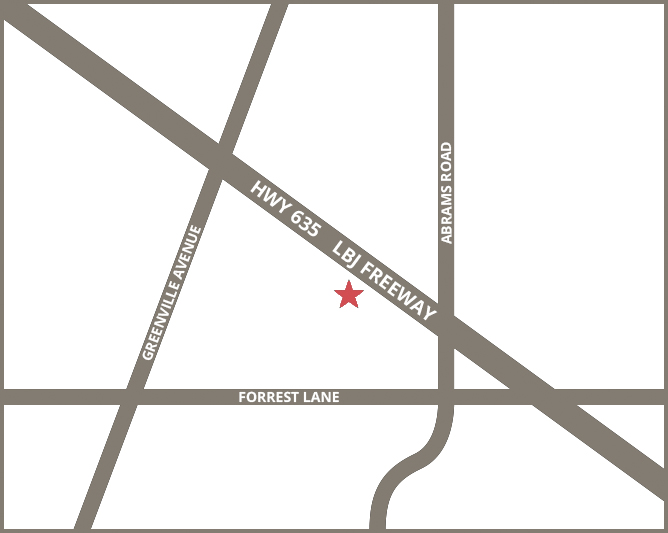 ABRAMS ROAD
HWY 635 LBJ FREEWAY
GREENVILLE AVENUE
FORREST LANE